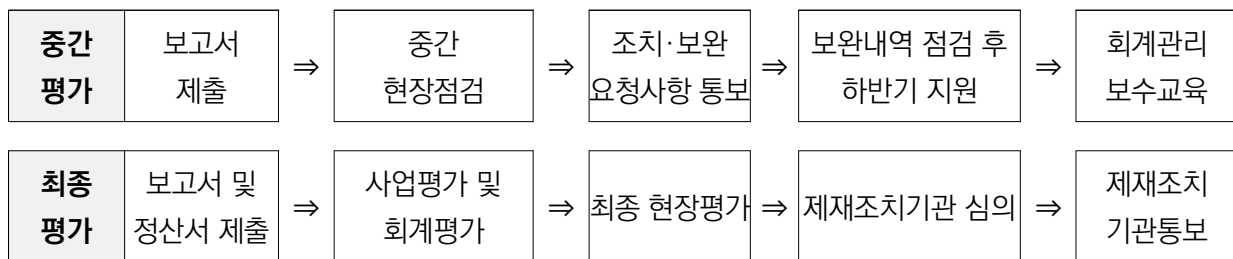 중간
평가
보고서
제출
⇒
중간
현장점검
⇒
조치·보완
요청사항 통보
⇒
보완내역 점검 후
하반기 지원
⇒
회계관리
보수교육
최종
평가
보고서 및
정산서 제출
⇒
사업평가 및
회계평가
⇒
최종 현장평가
⇒
제재조치기관 심의
⇒
제재조치
기관통보